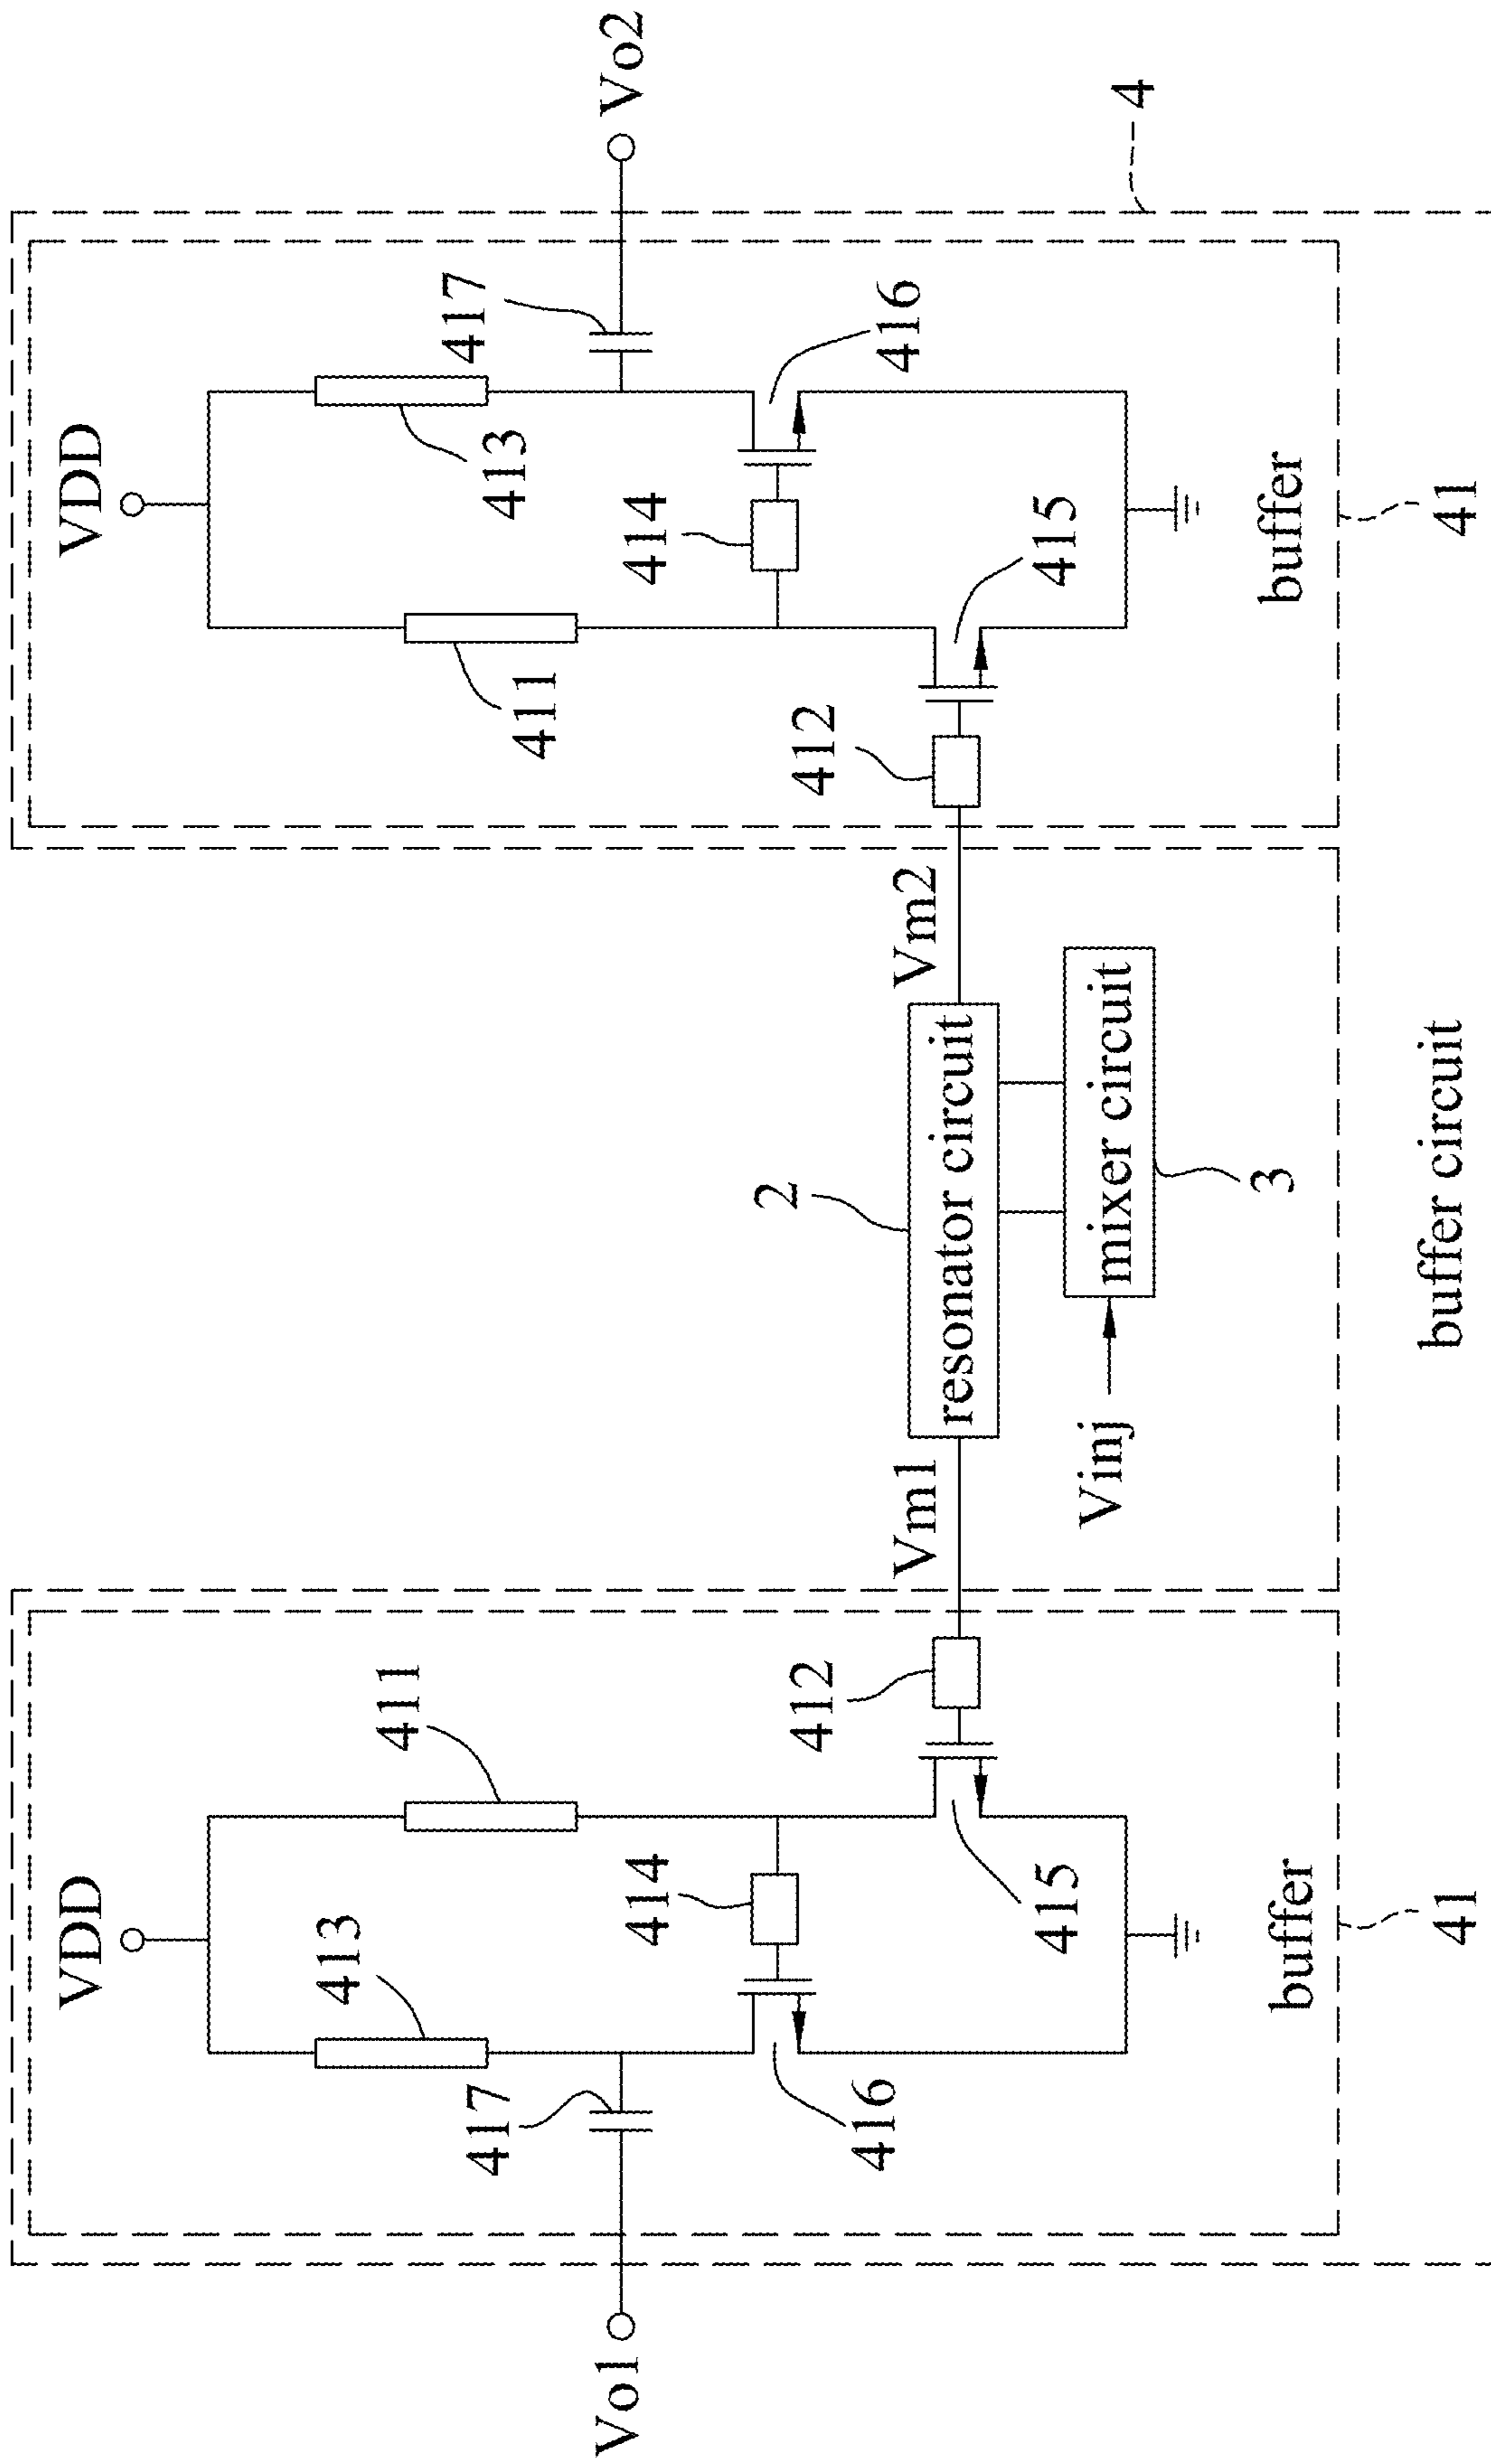 VDD
VDD
413
411
411
413
417
417
Vo1
Vo2
414
412
412
414
416
416
Vm1
Vm2
2
resonator circuit
415
415
4
Vinj
mixer circuit
3
buffer
buffer
41
41
buffer circuit